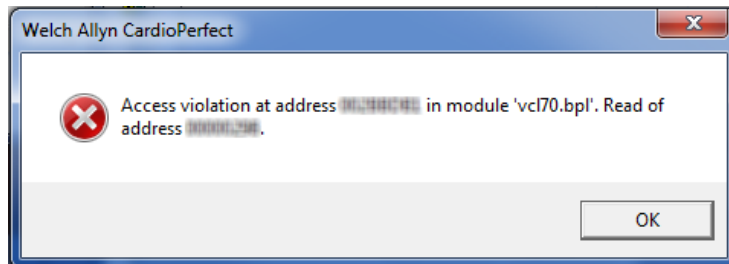 Welch Allyn CardioPerfect
Access violation at address in module 'vcl70.bpl'. Read of
address .
OK